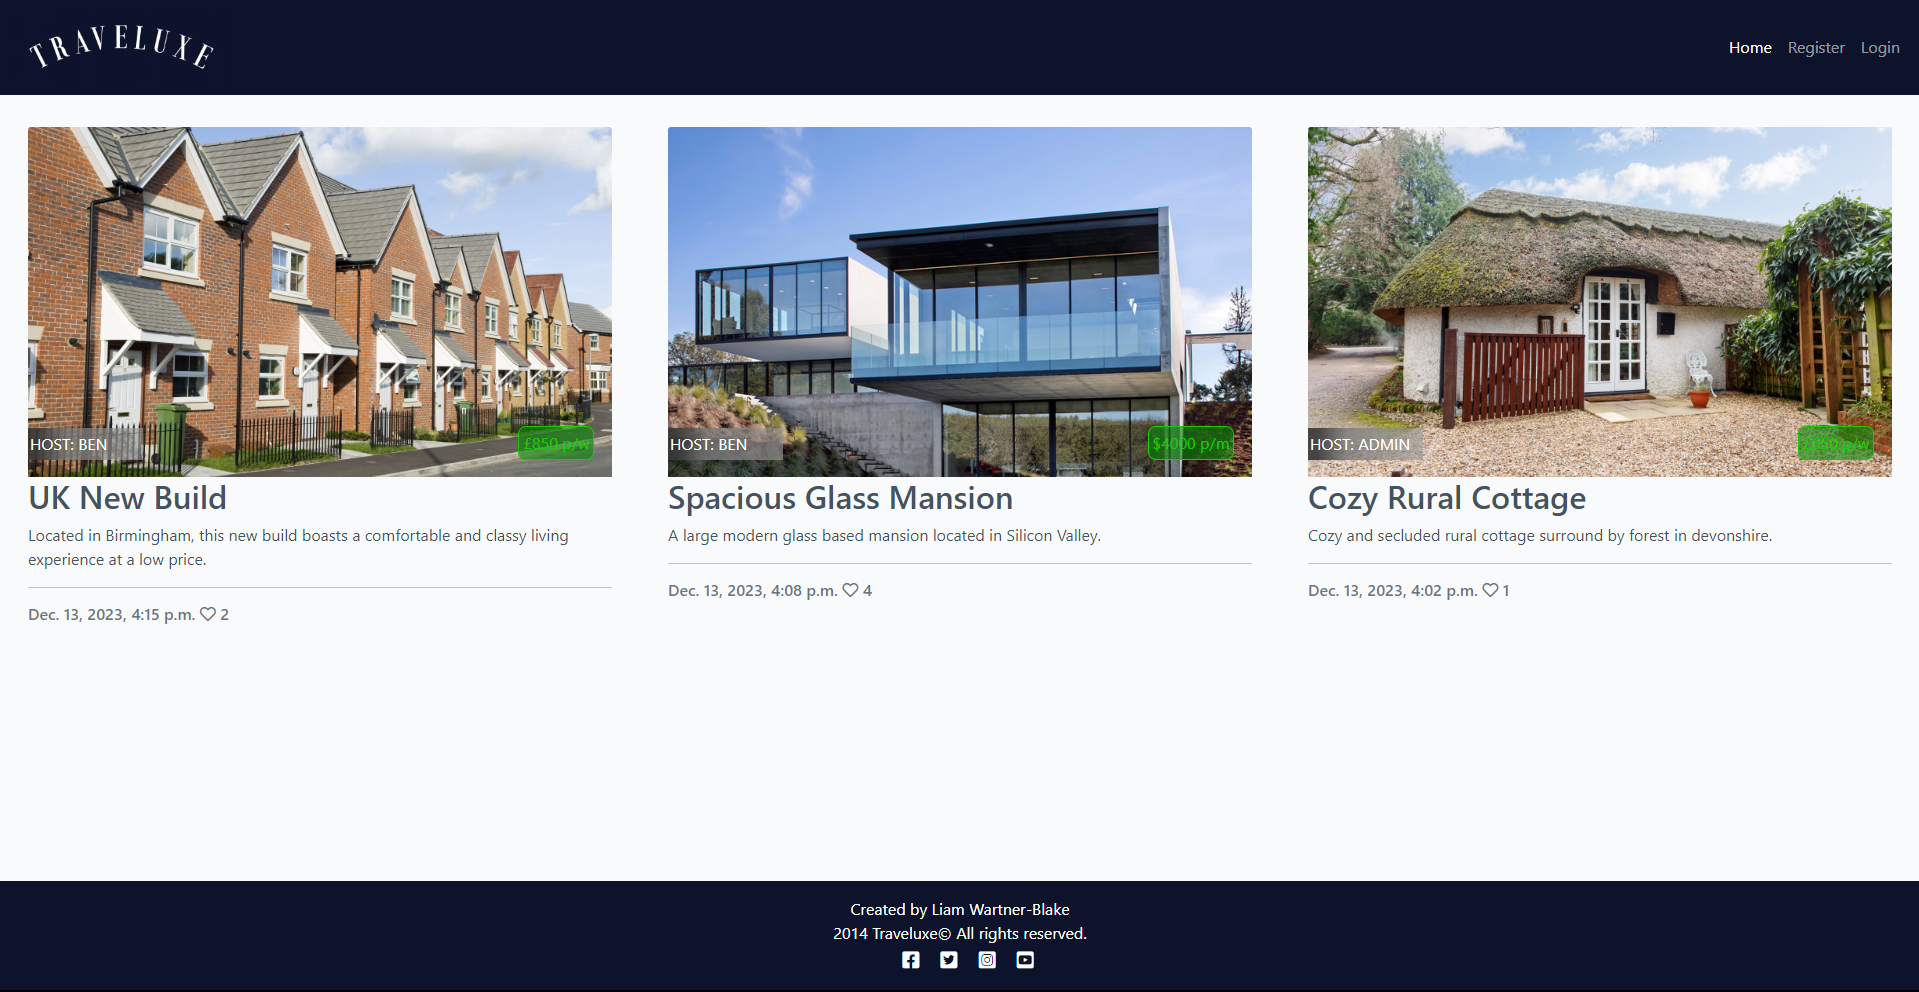 TRAVELUXE
Home Register Login
HOST: BEN
£850 p/w
UK New Build
Located in Birmingham, this new build boasts a comfortable and classy living
experience at a low price.
Dec. 13, 2023, 4:15 p.m. 2
HOST: BEN
$4000 p/m
Spacious Glass Mansion
A large modern glass based mansion located in Silicon Valley.
Dec. 13, 2023, 4:08 p.m. 4
HOST: ADMIN
p/w
Cozy Rural Cottage
Cozy and secluded rural cottage surround by forest in devonshire.
Dec. 13, 2023, 4:02 p.m. 1
Created by Liam Wartner-Blake
2014 Traveluxe© All rights reserved.